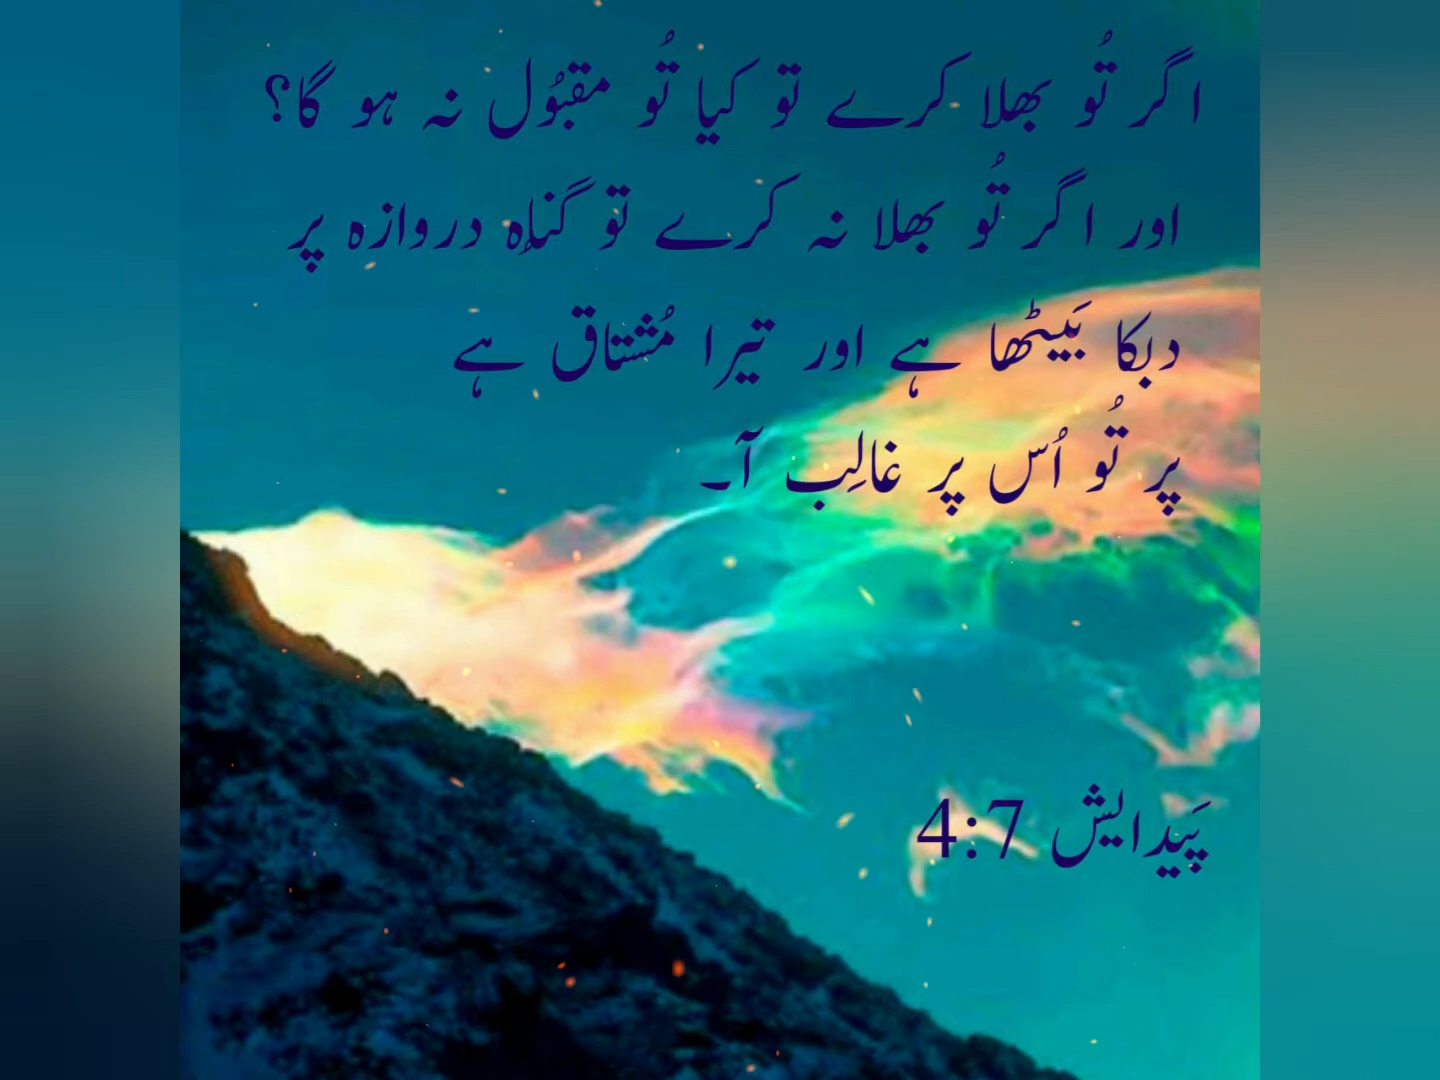 اگر تُو بھلا کرے تو کیا تُو مقبُول نہ ہو گا؟
اور اگر تُو بھلا نہ کرے تو گناہ دروازہ پر
دبکا بَیٹھا ہے اور تیرا مُشتاق ہے
پر تُو اُس پر غالِب آ۔
پَیدایش 4:7